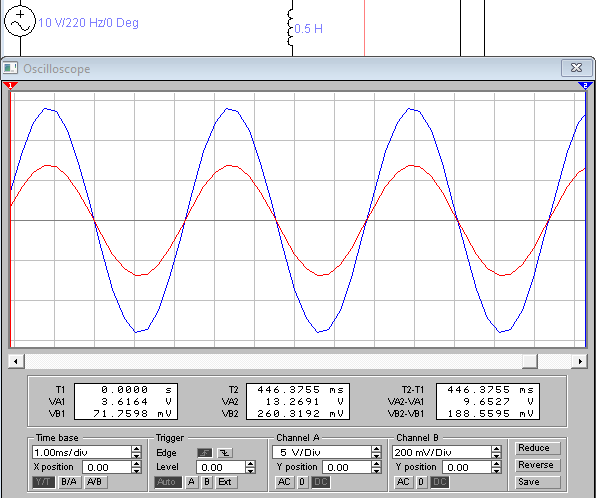 10 V/220 Hz/0 Deg
0.5 H
Oscilloscope
1
2
T1 0.0000 s T2 446.3755 ms T2-T1 446.3755 ms
VA1 3.6164 V VA2 13.2691 V VA2-VA1 9.6527 V
VB1 71.7598 mV VB2 260.3192 mV VB2-VB1 188.5595 mV
Time base Trigger Channel A Channel B Reduce
1.00ms/div Edge 5 V/Div 200 mV/Div
X position 0.00 Level 0.00 Y position 0.00 Y position 0.00 Reverse
Y/T B/A A/B Auto A B Ext AC 0 DC AC 0 DC Save